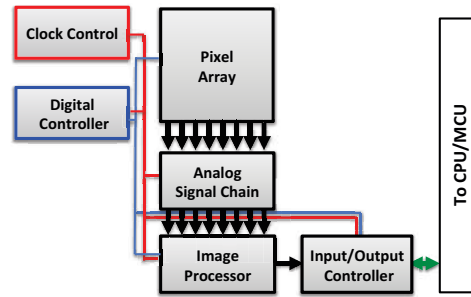 Clock Control
Pixel
Array
Digital
Controller
Analog
Signal Chain
Image
Processor
Input/Output
Controller
To CPU/MCU